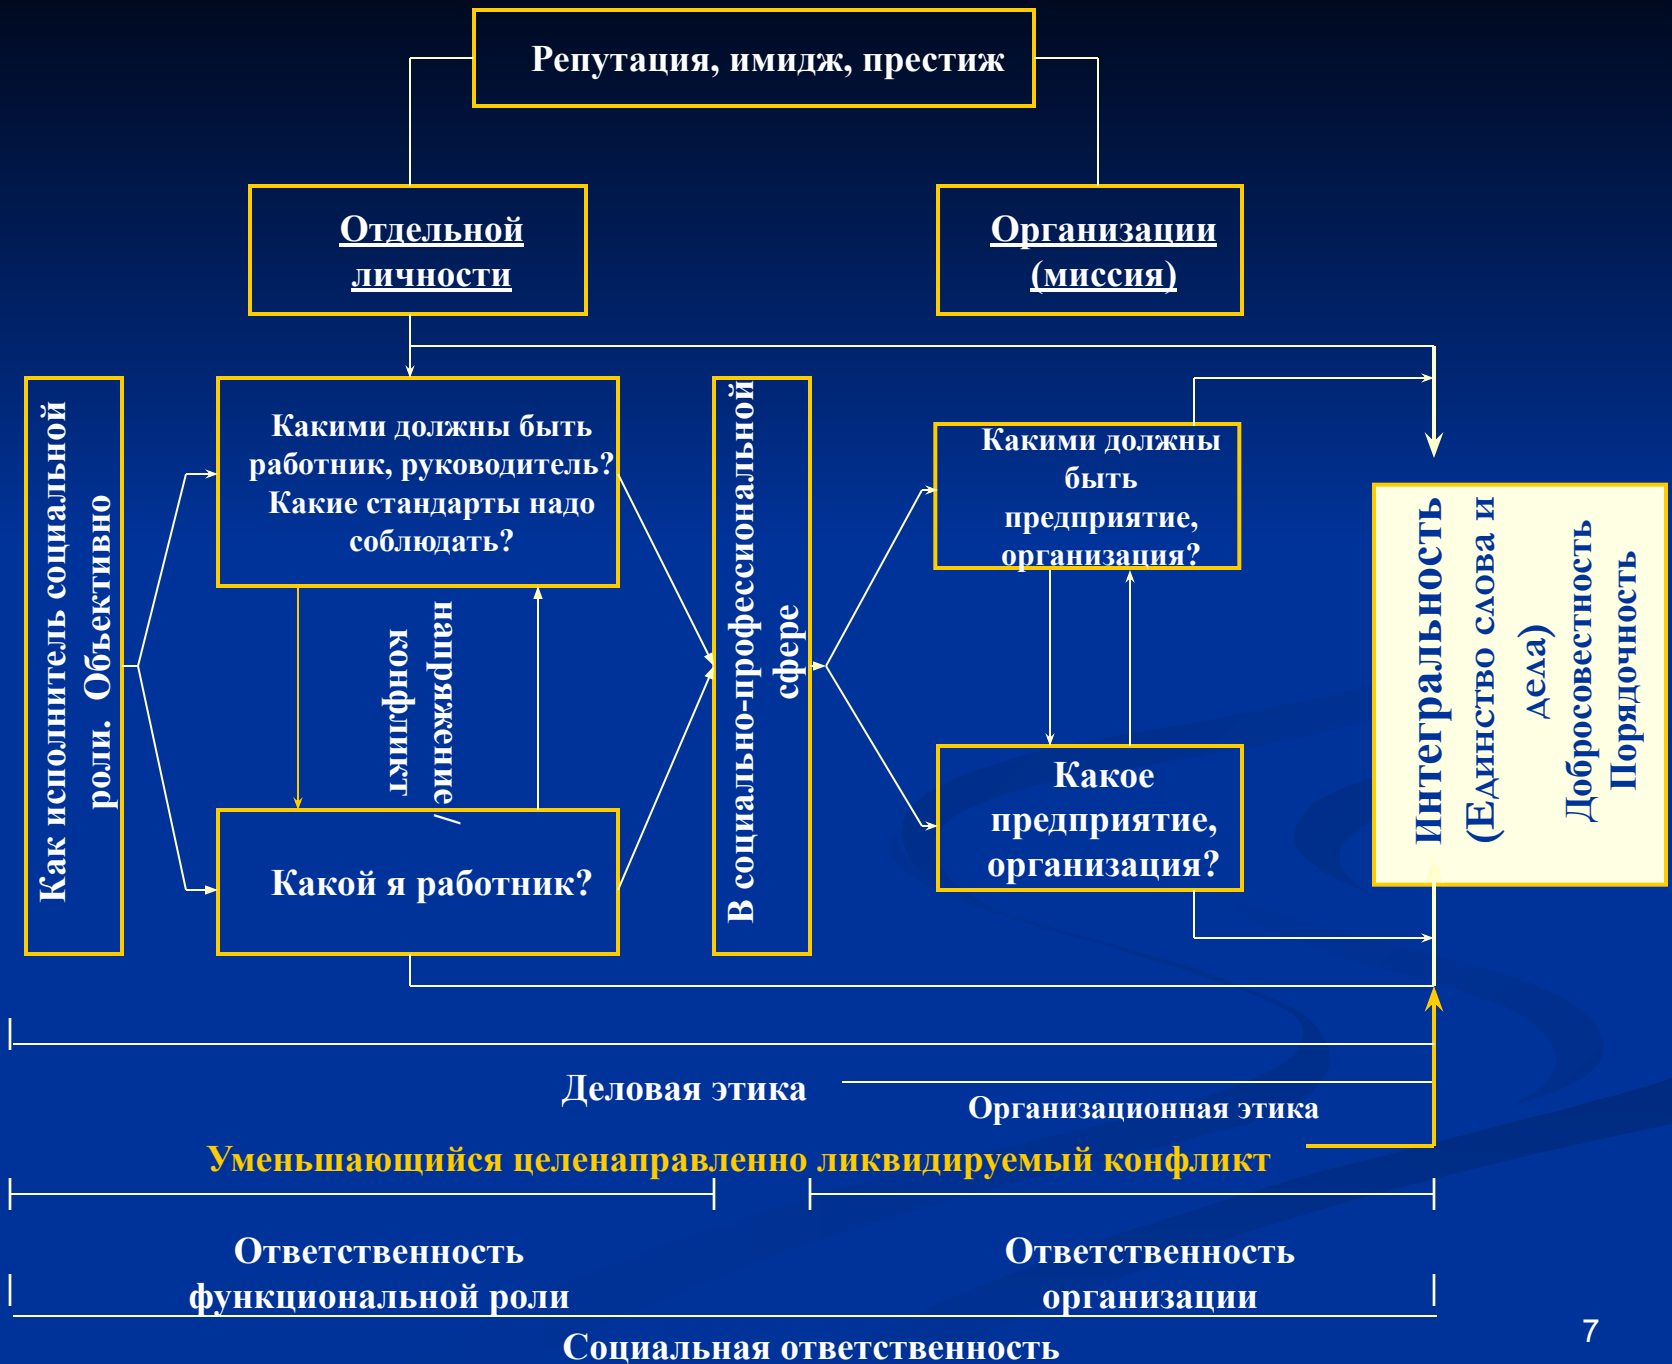 Репутация, имидж, престиж
Отдельной
личности
Организации
(миссия)
Как исполнитель социальной
роли. Объективно
Какими должны быть
работник, руководитель?
Какие стандарты надо
соблюдать?
напряжение/
конфликт
Какой я работник?
В социально-профессиональной
сфере
Какими должны
быть
предприятие,
организация?
Какое
предприятие,
организация?
Интегральность
(Единство слова и
дела)
Добросовестность
Порядочность
Деловая этика
Организационная этика
Уменьшающийся целенаправленно ликвидируемый конфликт
Ответственность
функциональной роли
Ответственность
организации
Социальная ответственность
7